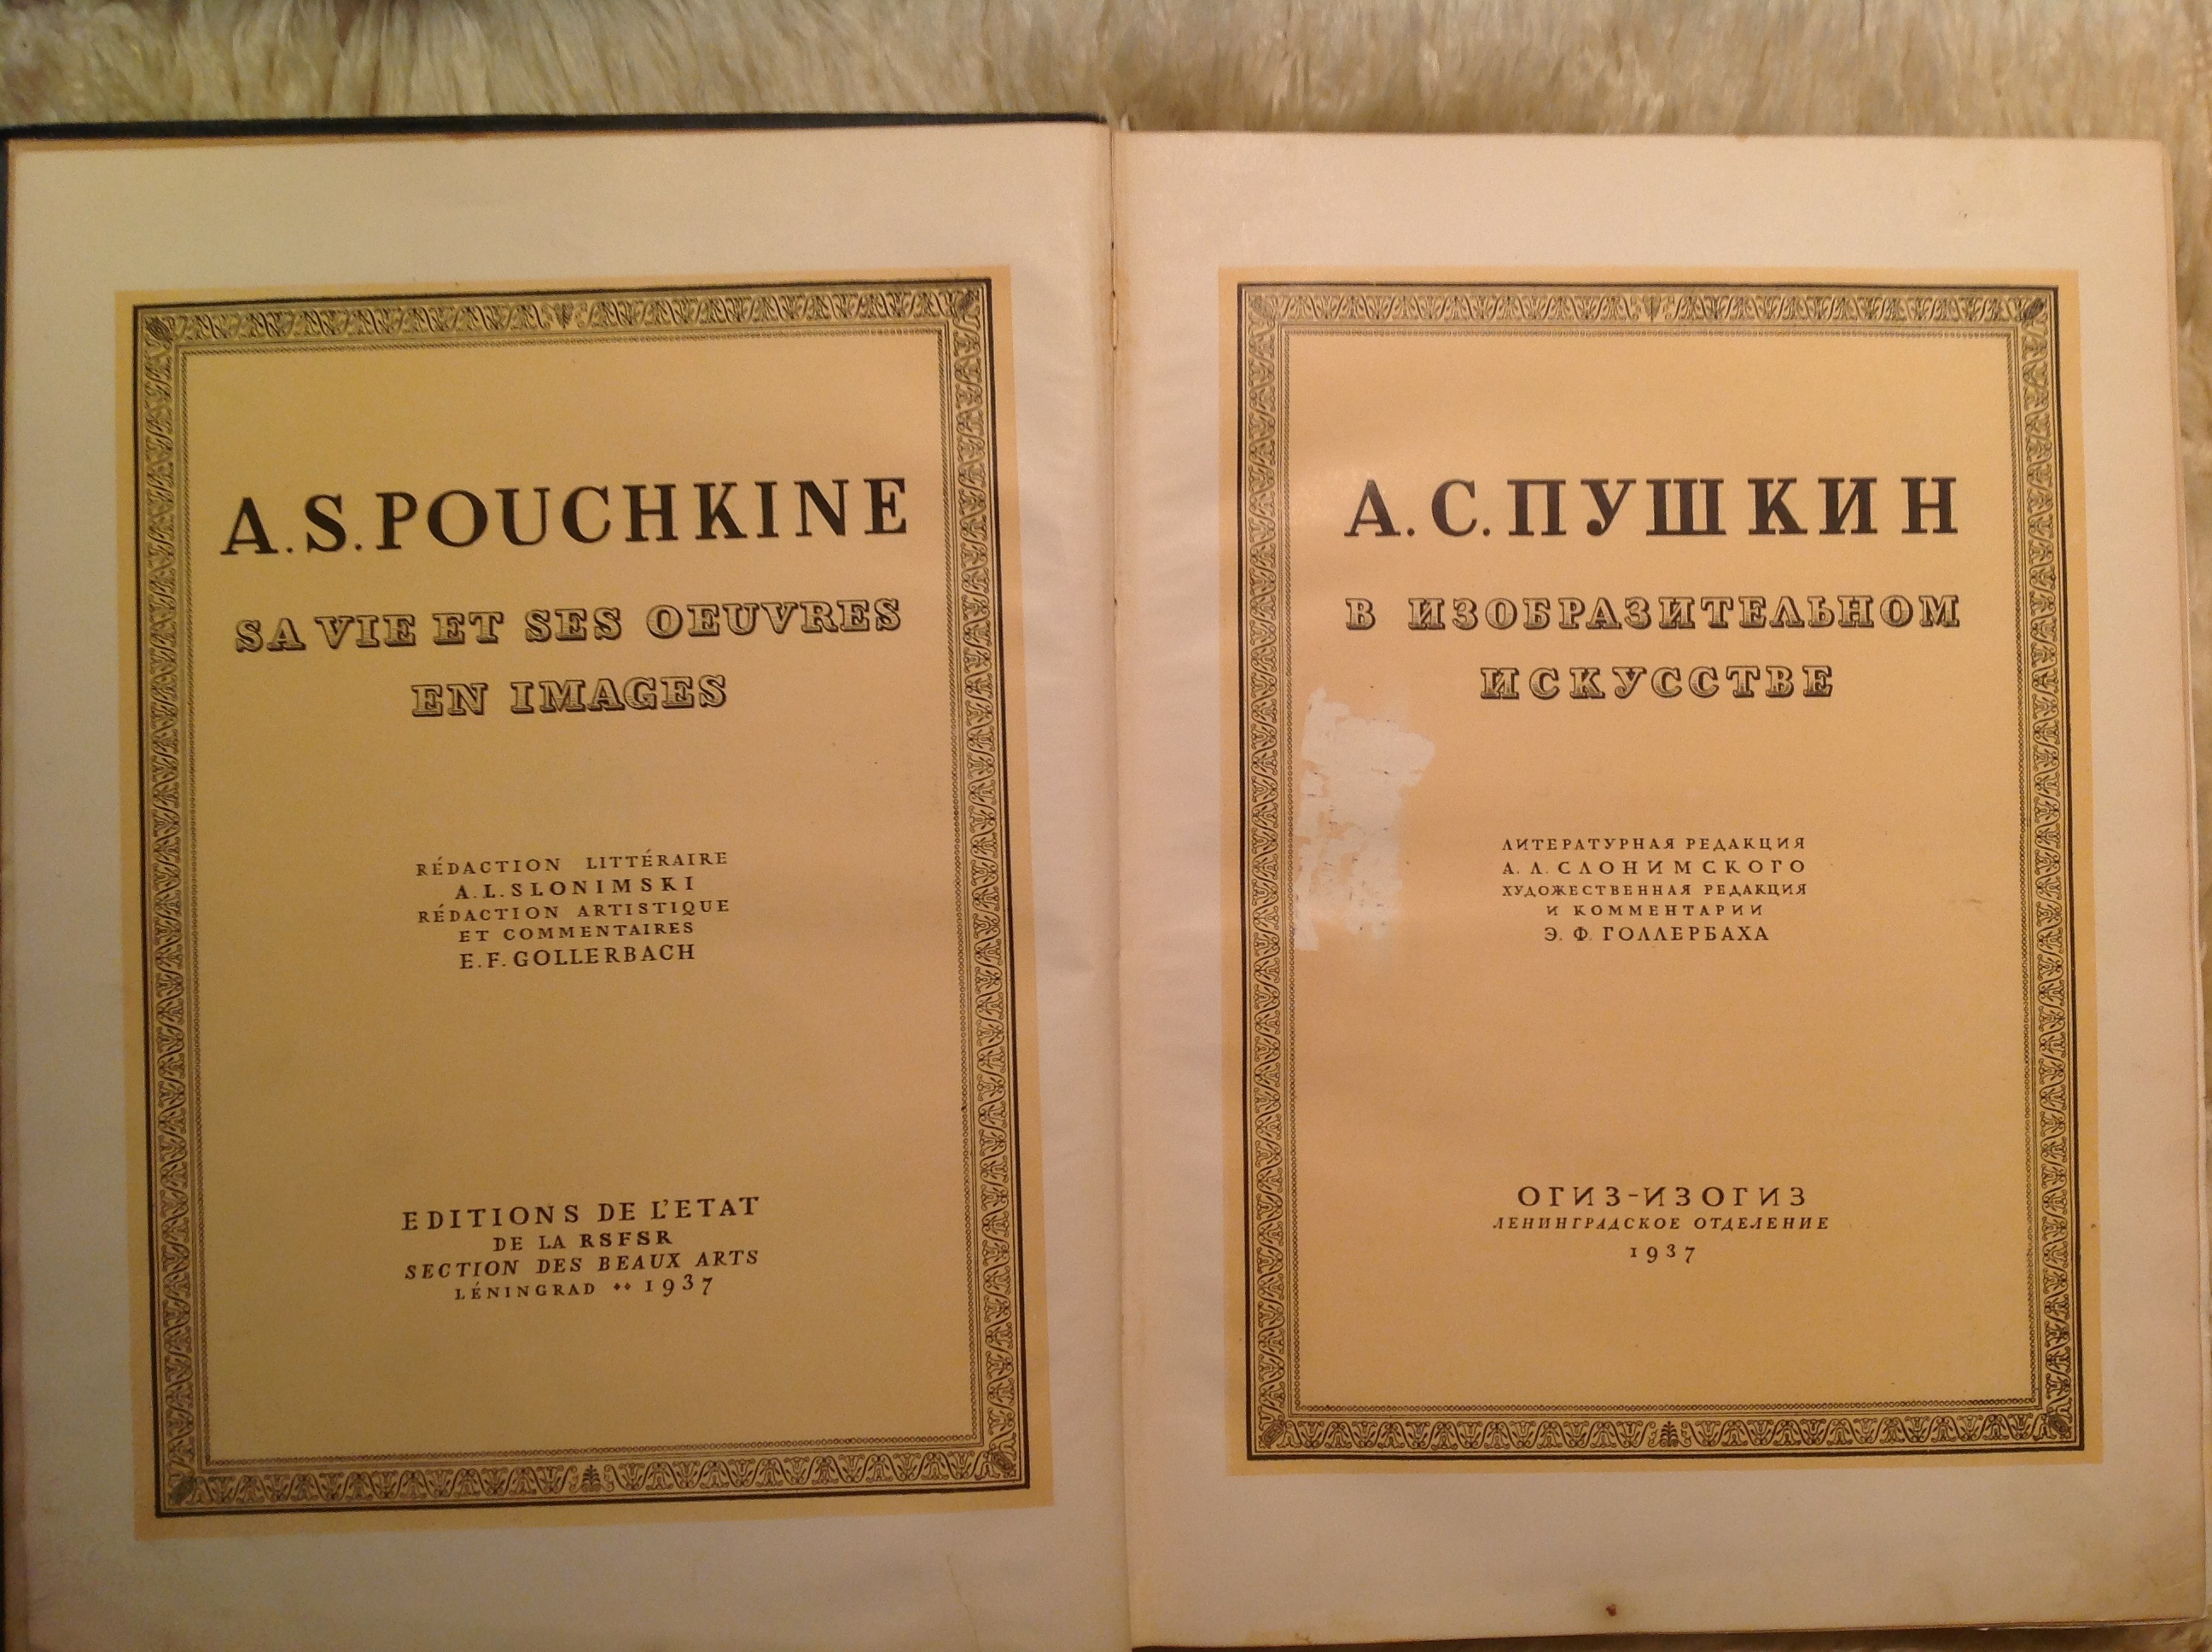 A. S. POUCHKINE
SA VIE ET SES OEUVRES
EN IMAGES
RÉDACTION LITTÉRAIRE
A. L. SLONIMSKI
RÉDACTION ARTISTIQUE
ET COMMENTAIRES
E. F. GOLLERBACH
EDITIONS DE L'ETAT
DE LA RSFSR
SECTION DES BEAUX ARTS
LÉNINGRAD ** 1937
А. С. ПУШКИН
В ИЗОБРАЗИТЕЛЬНОМ
ИСКУССТВЕ
ЛИТЕРАТУРНАЯ РЕДАКЦИЯ
А. Л. СЛОНИМСКОГО
ХУДОЖЕСТВЕННАЯ РЕДАКЦИЯ
И КОММЕНТАРИИ
Э. Ф. ГОЛЛЕРБАХА
ОГИЗ-ИЗОГИЗ
ЛЕНИНГРАДСКОЕ ОТДЕЛЕНИЕ
1937